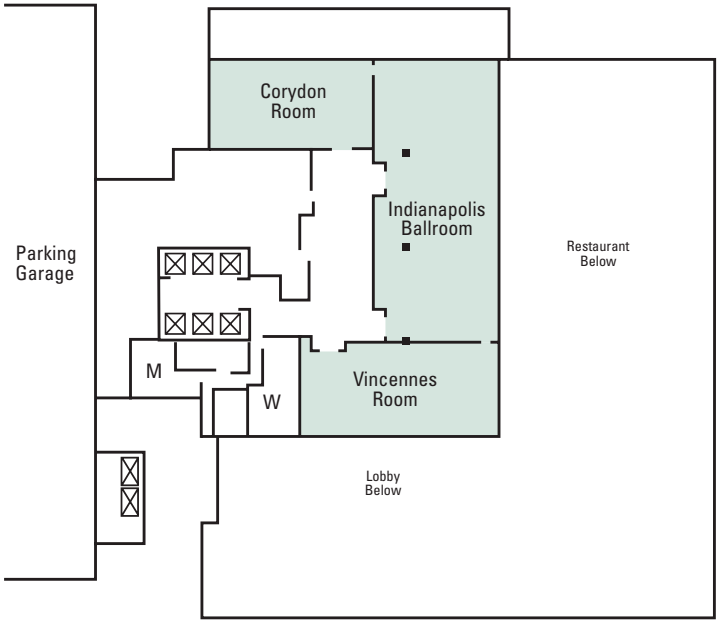 Corydon
Room
Indianapolis
Ballroom
Parking
Garage
Restaurant
Below
M
W
Vincennes
Room
Lobby
Below